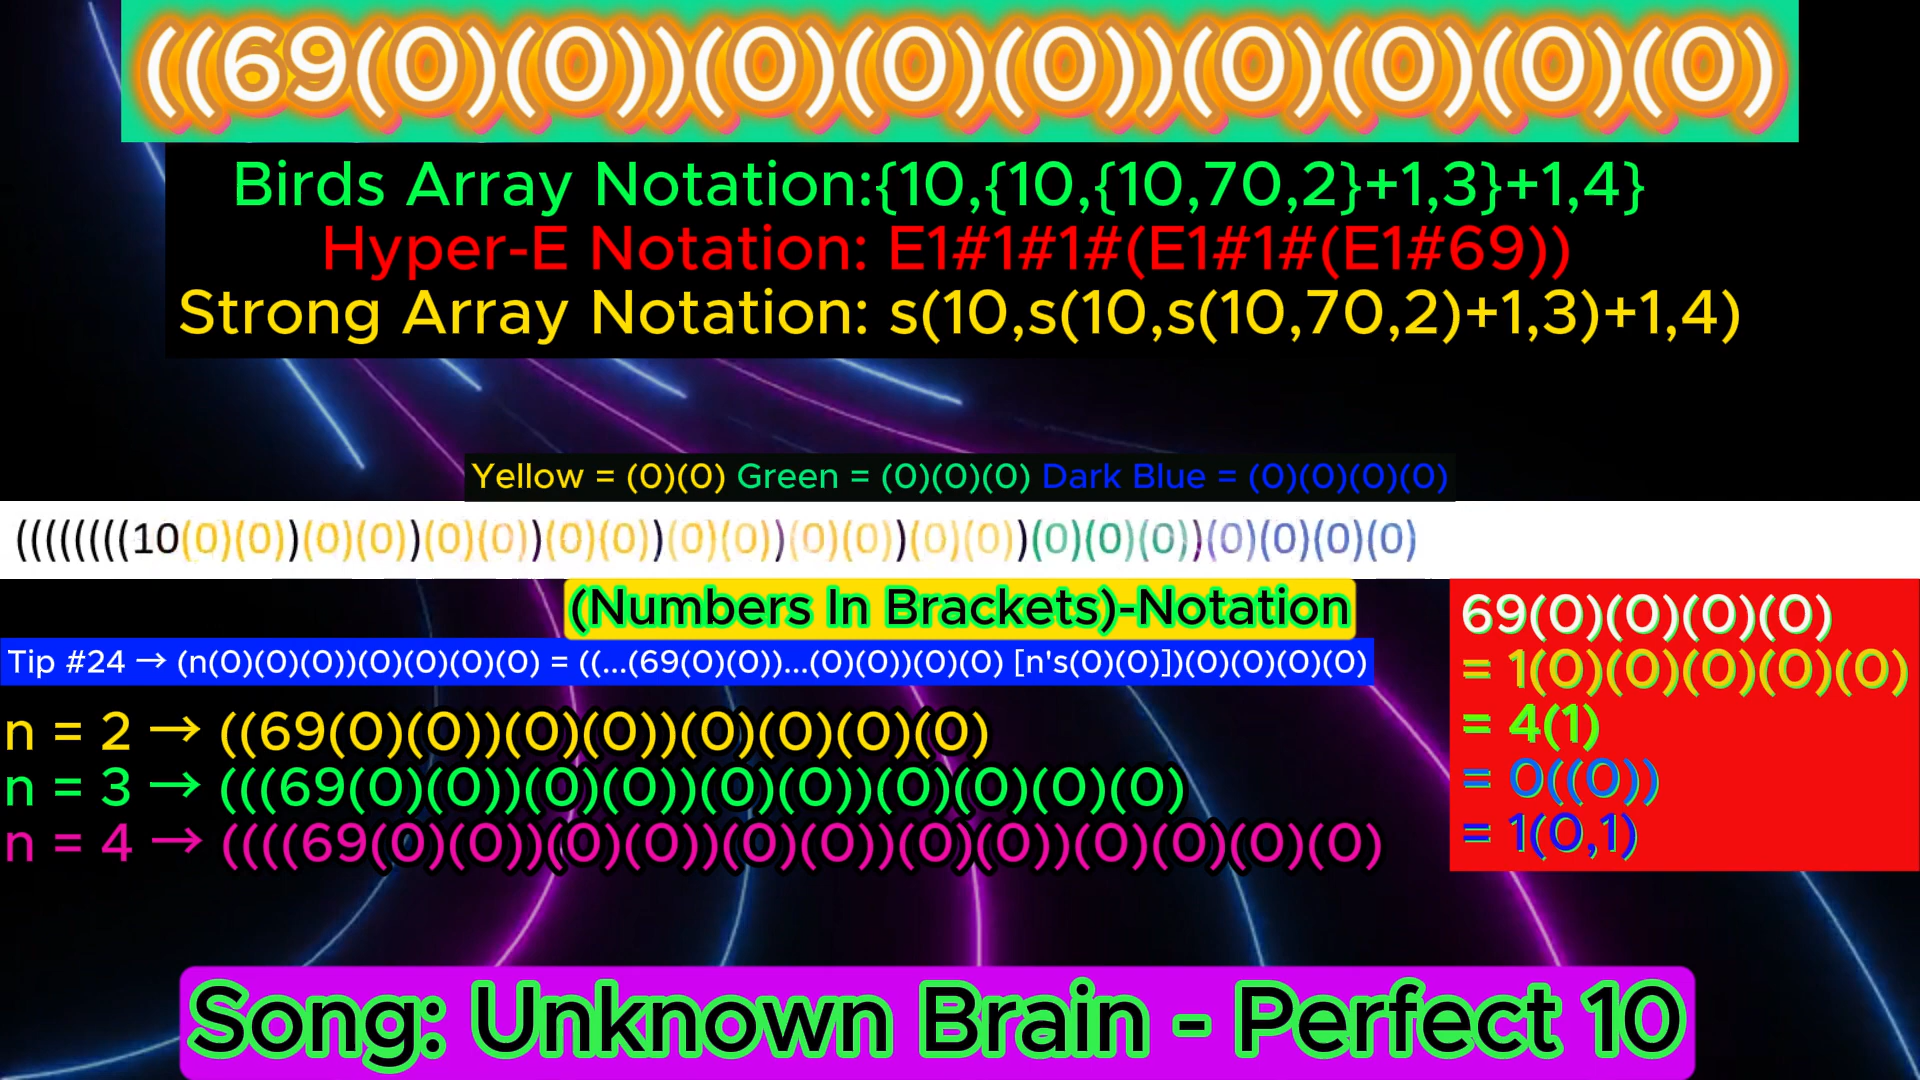 ((69(0)(0))(0)(0)(0))(0)(0)(0)(0)
Birds Array Notation:{10,{10,{10,70,2}+1,3}+1,4}
Hyper-E Notation: E1#1#1#(E1#1#(E1#69))
Strong Array Notation: s(10,s(10,s(10,70,2)+1,3)+1,4)
Yellow = (0)(0) Green = (0)(0)(0) Dark Blue = (0)(0)(0)(0)
((((((((10(0)(0))(0)(0))(0)(0))(0)(0))(0)(0))(0)(0))(0)(0))(0)(0)(0))(0)(0)(0)(0)
(Numbers In Brackets)-Notation
Tip #24 → (n(0)(0)(0))(0)(0)(0)(0) = ((...(69(0)(0))...(0)(0))(0)(0) [n's(0)(0)])(0)(0)(0)(0)
n = 2 → ((69(0)(0))(0)(0))(0)(0)(0)(0)
n = 3 → (((69(0)(0))(0)(0))(0)(0))(0)(0)(0)(0)
n = 4 → ((((69(0)(0))(0)(0))(0)(0))(0)(0))(0)(0)(0)(0)
69(0)(0)(0)(0)
= 1(0)(0)(0)(0)(0)
= 4(1)
= 0((0))
= 1(0,1)
Song: Unknown Brain - Perfect 10